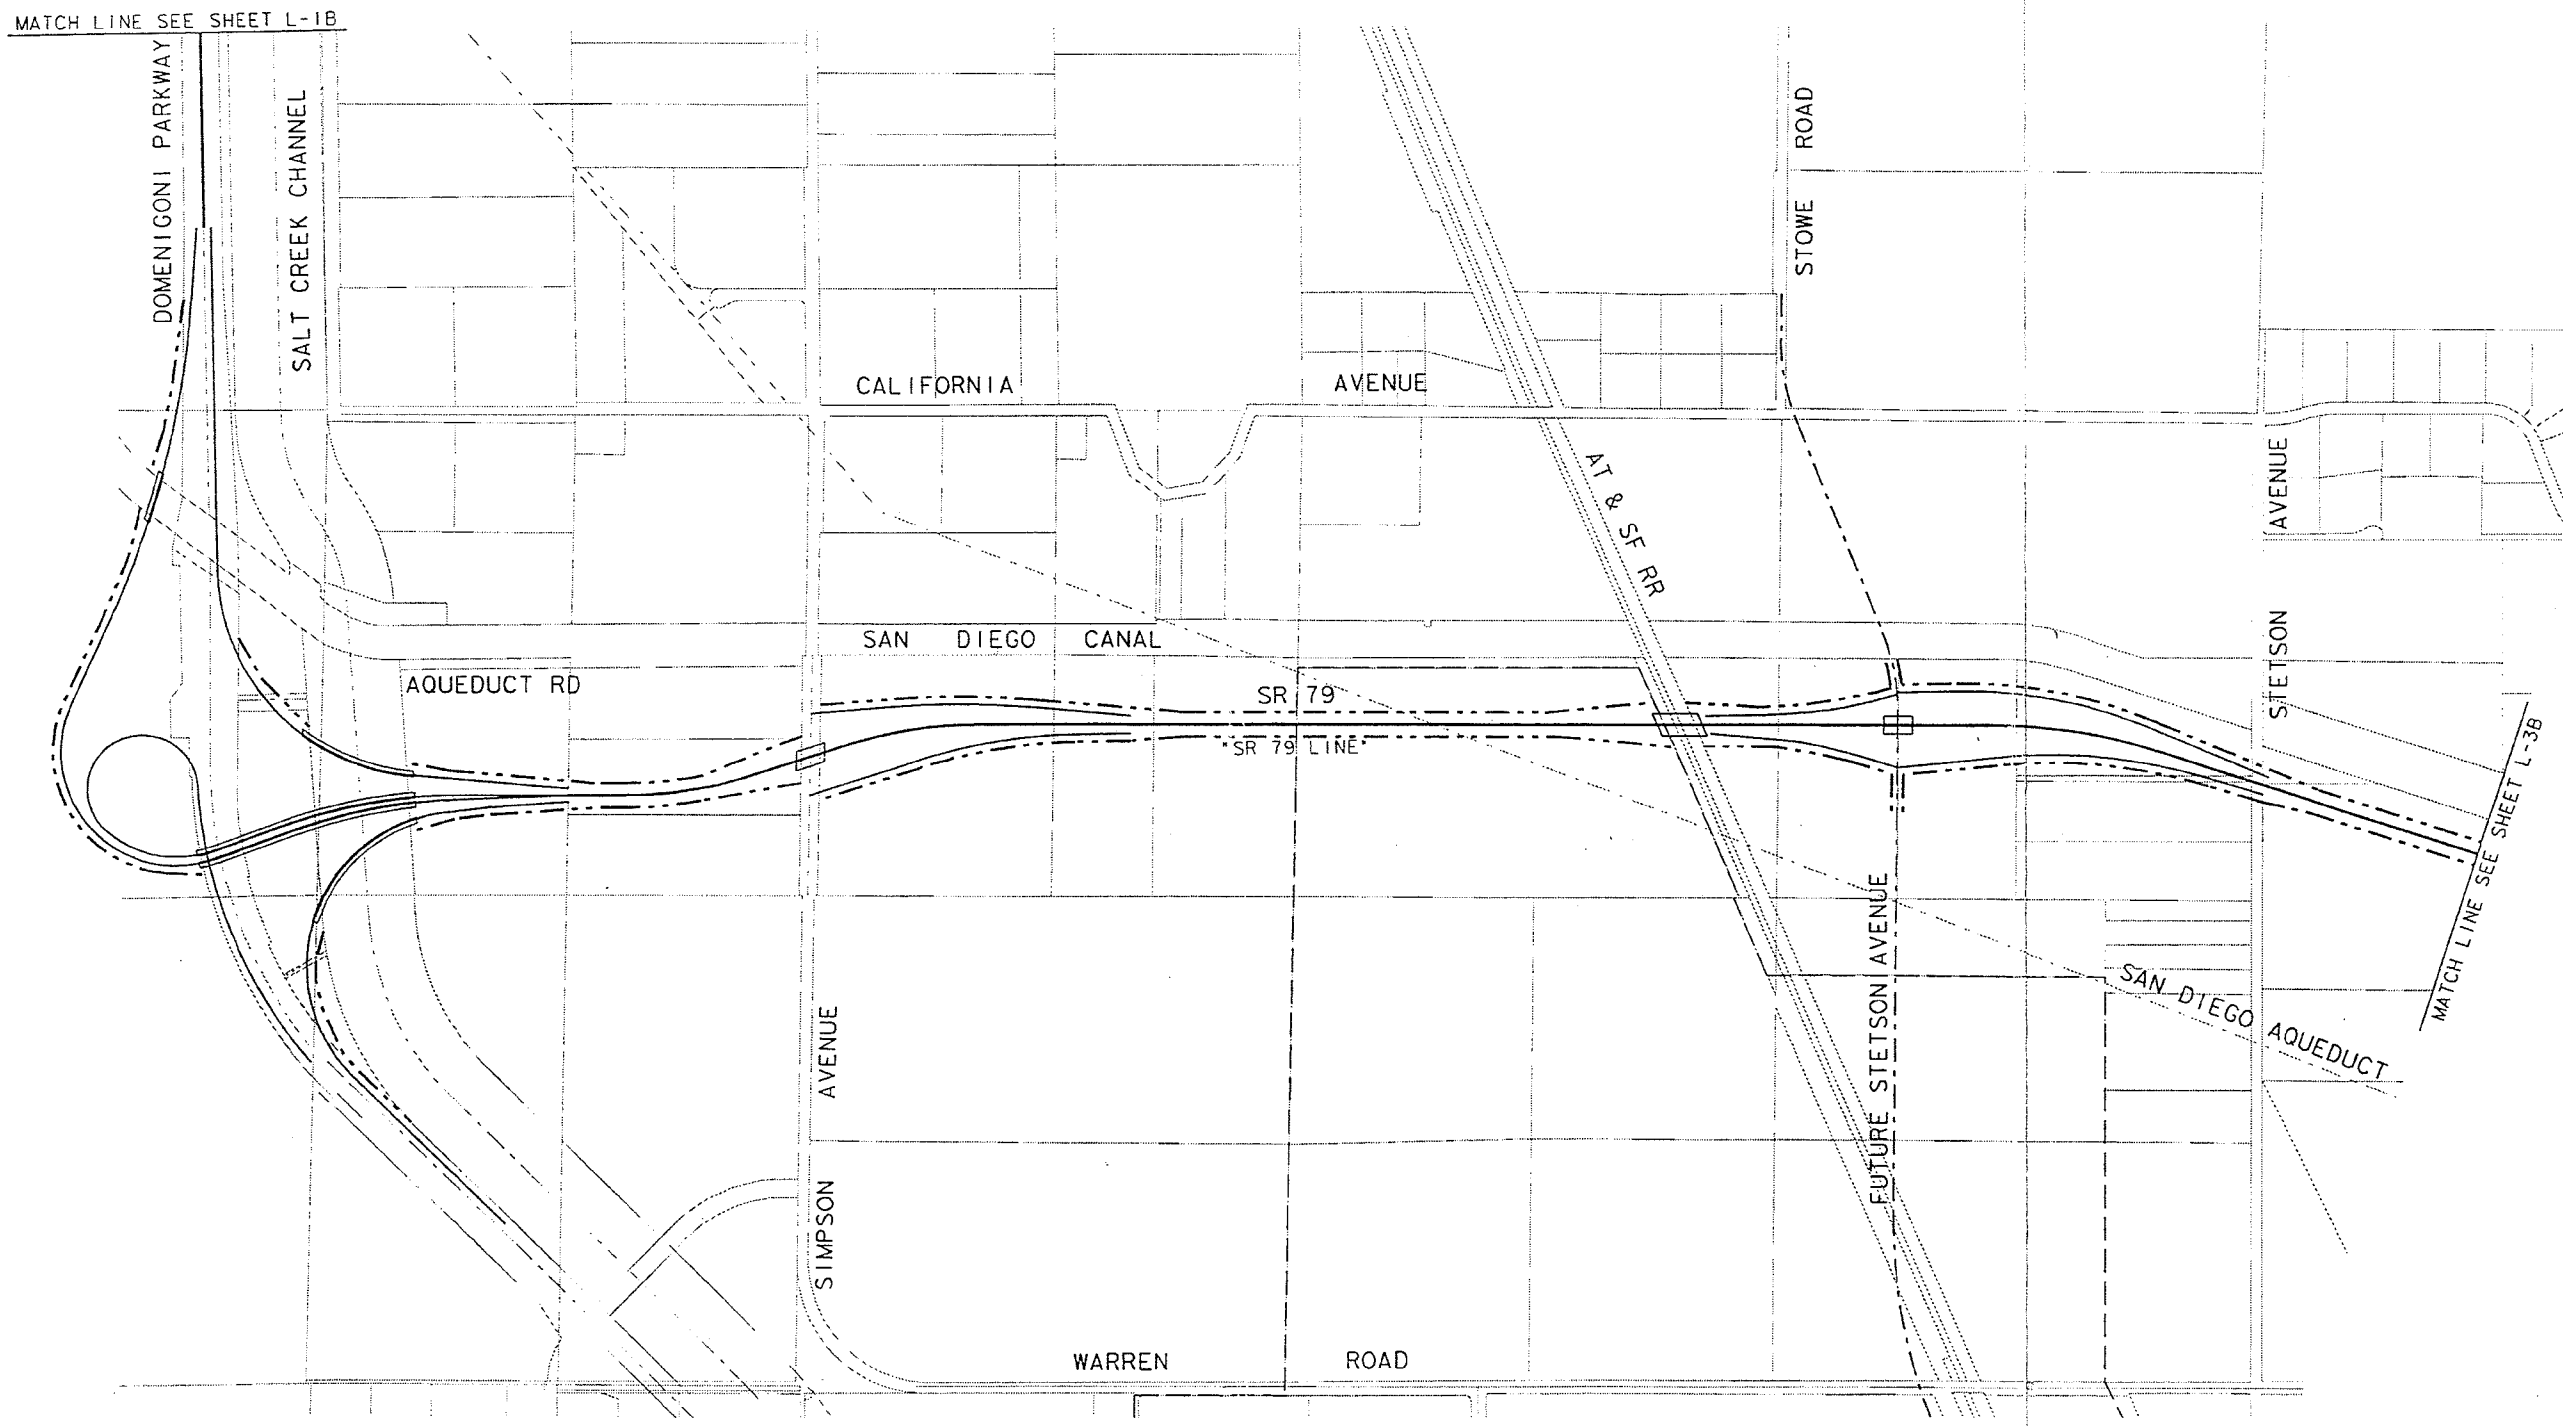 MATCH LINE SEE SHEET L-1B
DOMENIGONI PARKWAY
SALT CREEK CHANNEL
STOWE ROAD
CALIFORNIA AVENUE
AT & SF RR
STETSON AVENUE
SAN DIEGO CANAL
AQUEDUCT RD
SR 79
"SR 79 LINE"
MATCH LINE SEE SHEET L-3B
FUTURE STETSON AVENUE
SAN DIEGO AQUEDUCT
SIMPSON AVENUE
WARREN ROAD